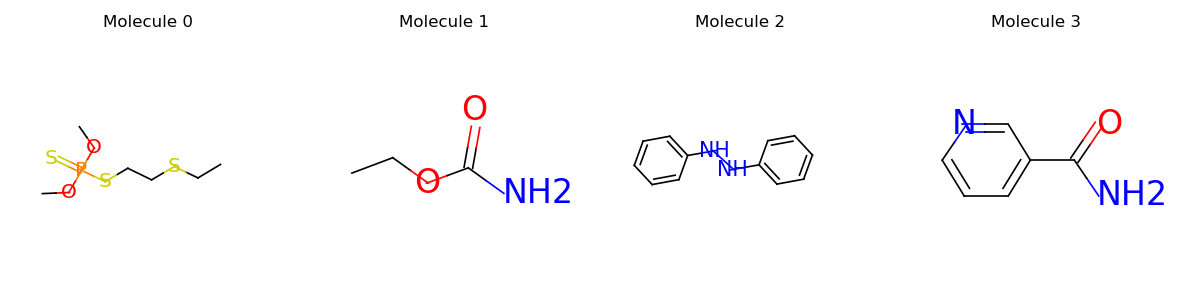 Molecule 0
Molecule 1
Molecule 2
Molecule 3
O
S
P
S
S
O
O
O
NH2
NH
NH
N
O
NH2